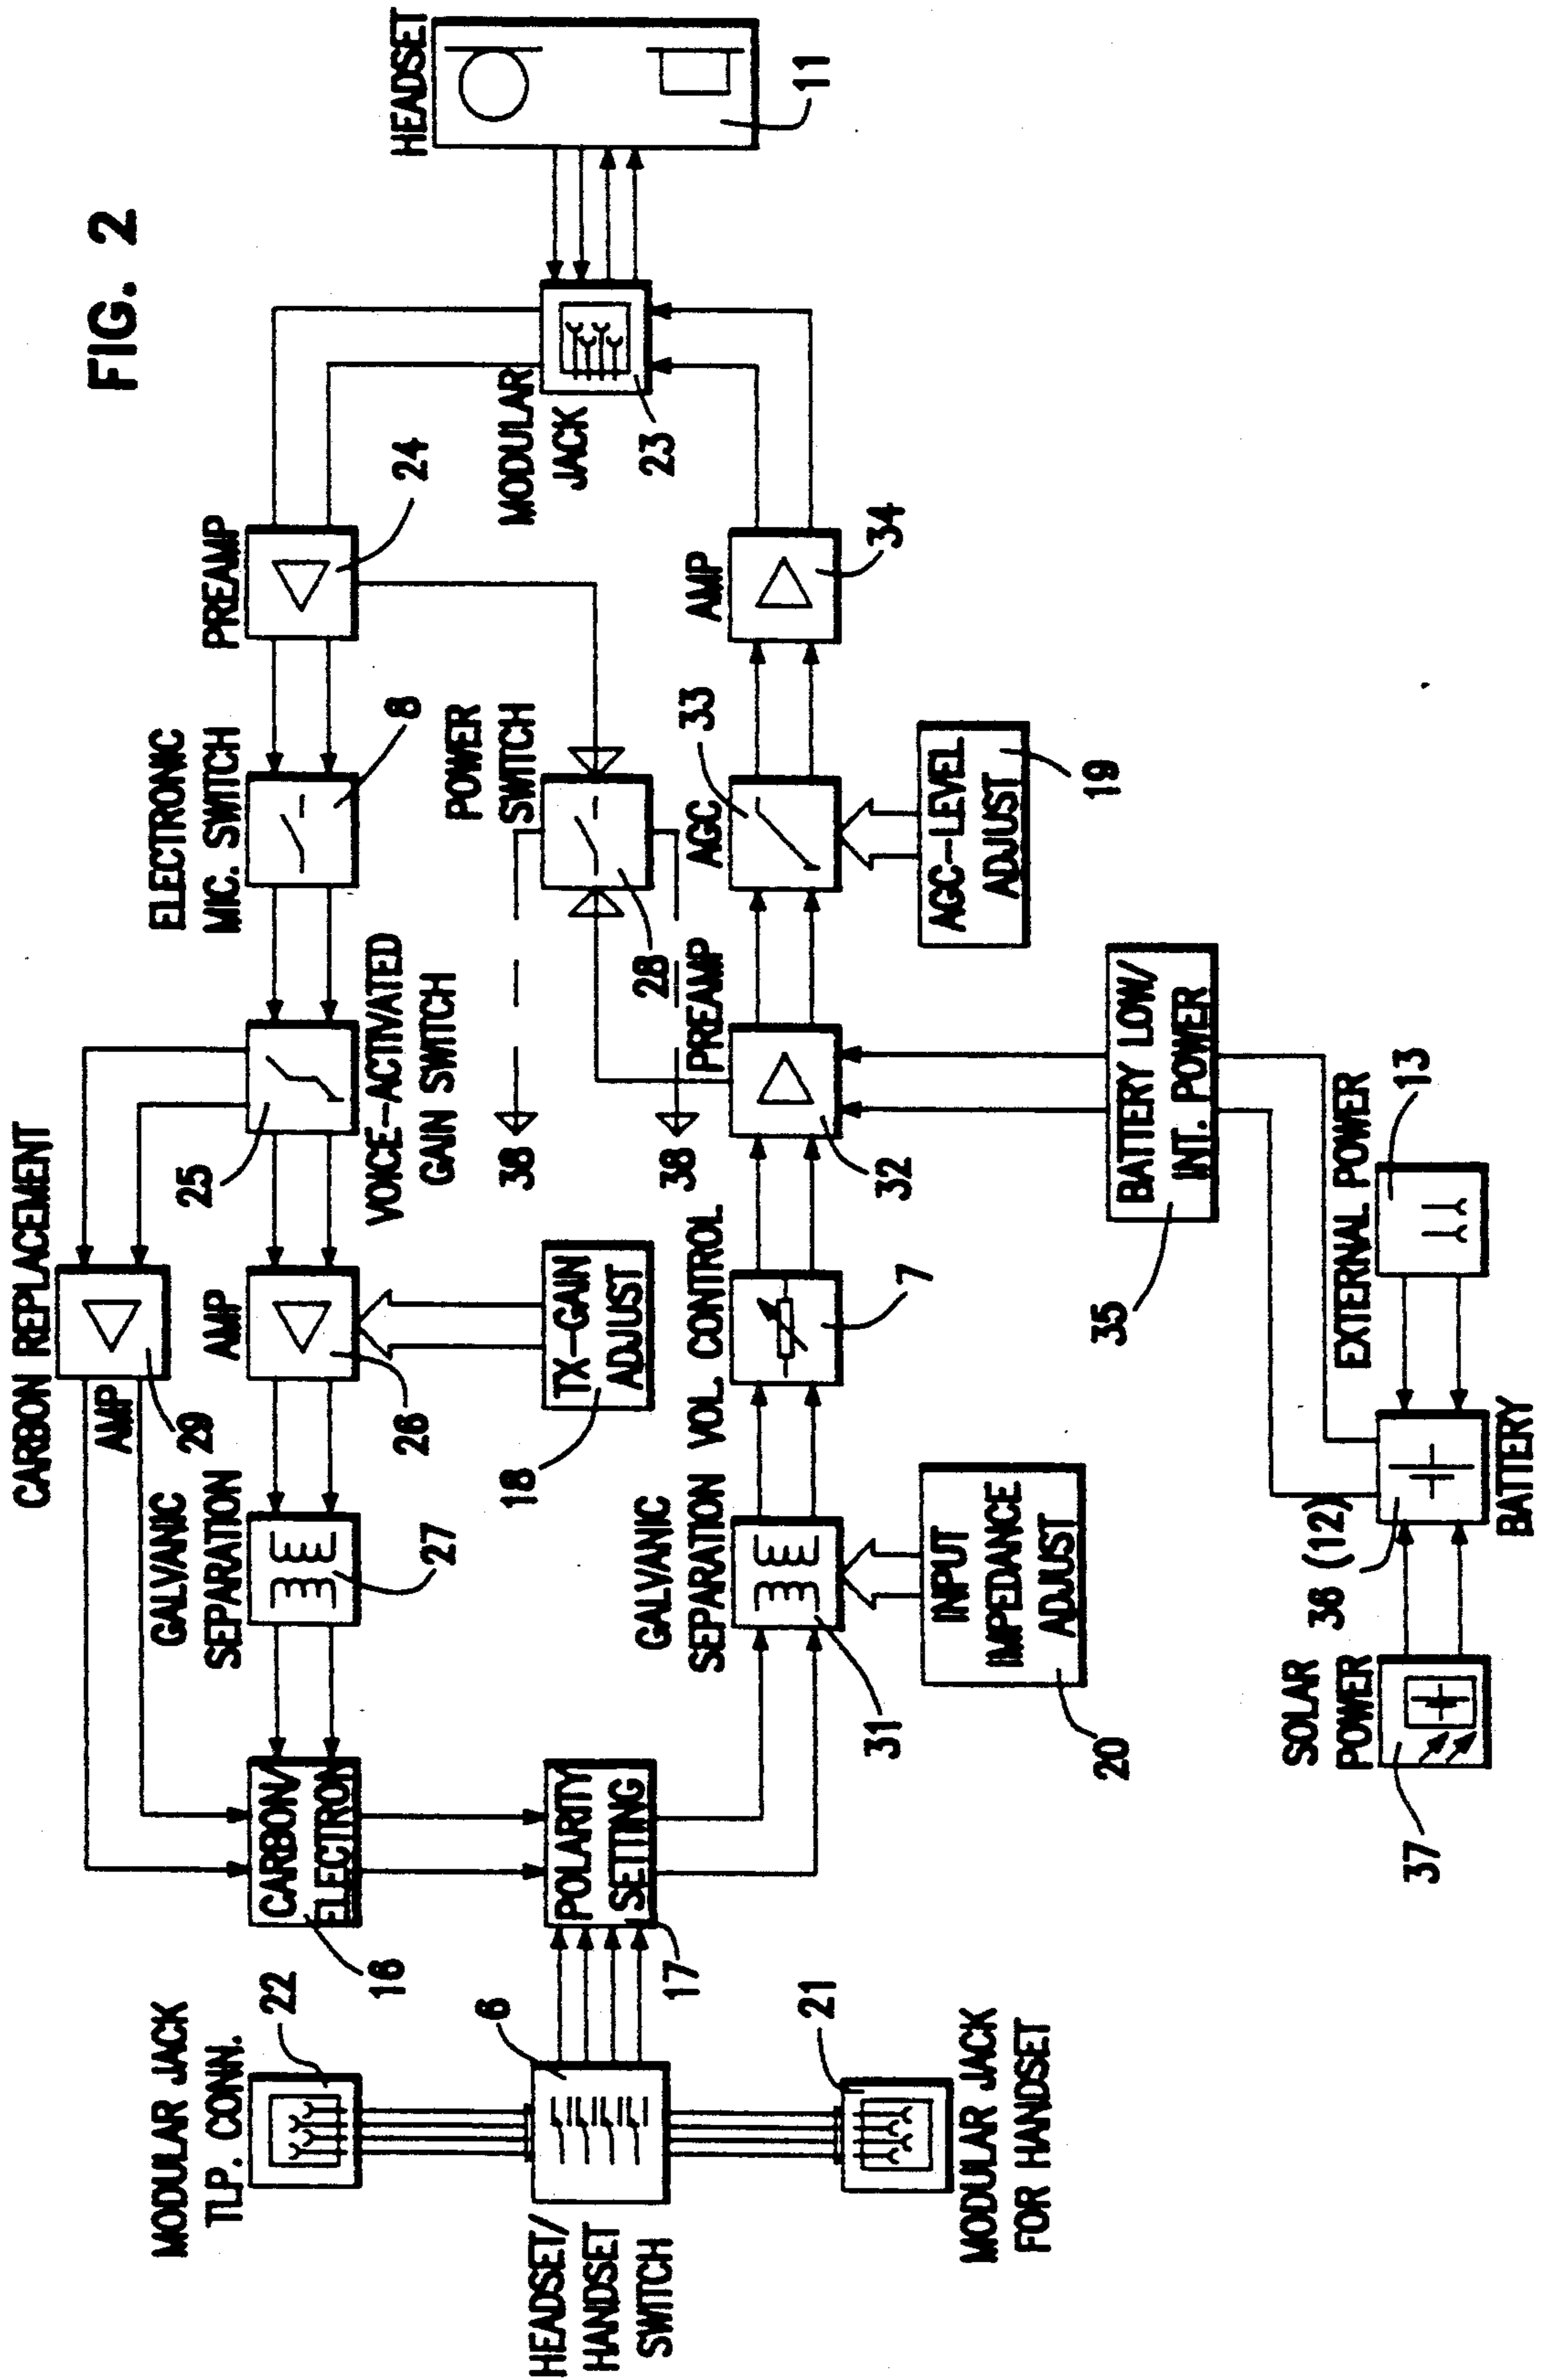 FIG. 2
CARBON REPLACEMENT
AMP
29
MODULAR JACK
TLP. CONN.
22
CARBON/
ELECTRON
16
GALVANIC
SEPARATION
27
AMP
26
25
VOICE-ACTIVATED
GAIN SWITCH
ELECTRONIC
MIC. SWITCH
8
PREAMP
24
HEADSET
11
HEADSET/
HANDSET
SWITCH
6
POLARITY
SETTING
17
TX-GAIN
ADJUST
18
38
38
POWER
SWITCH
28
MODULAR
JACK
23
MODULAR JACK
FOR HANDSET
21
GALVANIC
SEPARATION
31
VOL. CONTROL
7
PREAMP
32
AGC
33
AMP
34
INPUT
IMPEDANCE
ADJUST
20
AGC-LEVEL
ADJUST
19
BATTERY LOW/
INT. POWER
35
SOLAR
POWER
37
36 (12)
BATTERY
EXTERNAL POWER
13